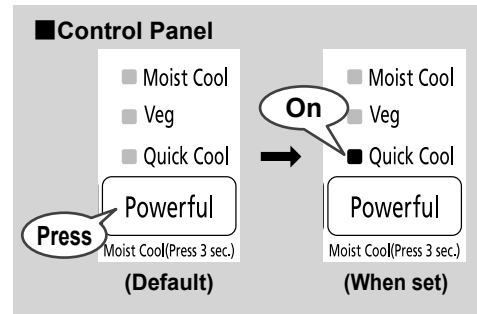 ■Control Panel
Moist Cool
Veg
Quick Cool
Powerful
Press
Moist Cool(Press 3 sec.)
(Default)
Moist Cool
On
Veg
Quick Cool
Powerful
Moist Cool(Press 3 sec.)
(When set)